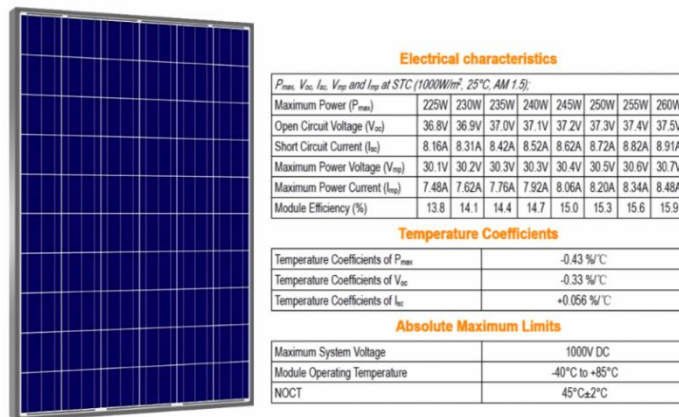 Electrical characteristics
Pmax, Voc, Isc, Vmp and Imp at STC (1000W/m², 25°C, AM 1.5);
Maximum Power (Pmax) 225W 230W 235W 240W 245W 250W 255W 260W
Open Circuit Voltage (Voc) 36.8V 36.9V 37.0V 37.1V 37.2V 37.3V 37.4V 37.5V
Short Circuit Current (Isc) 8.16A 8.31A 8.42A 8.52A 8.62A 8.72A 8.82A 8.91A
Maximum Power Voltage (Vmp) 30.1V 30.2V 30.3V 30.3V 30.4V 30.5V 30.6V 30.7V
Maximum Power Current (Imp) 7.48A 7.62A 7.76A 7.92A 8.06A 8.20A 8.34A 8.48A
Module Efficiency (%) 13.8 14.1 14.4 14.7 15.0 15.3 15.6 15.9
Temperature Coefficients
Temperature Coefficients of Pmax -0.43 %/℃
Temperature Coefficients of Voc -0.33 %/℃
Temperature Coefficients of Isc +0.056 %/℃
Absolute Maximum Limits
Maximum System Voltage 1000V DC
Module Operating Temperature -40°C to +85°C
NOCT 45°C±2°C